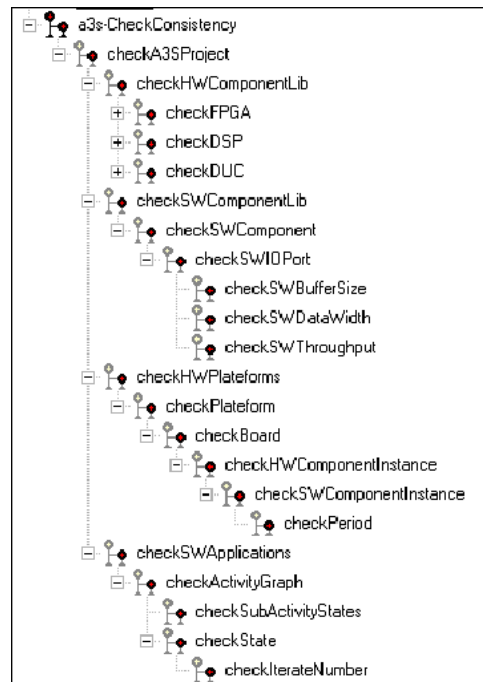 a3s-CheckConsistency
checkA3SProject
checkHWComponentLib
checkFPGA
checkDSP
checkDUC
checkSWComponentLib
checkSWComponent
checkSWIOPort
checkSWBufferSize
checkSWDataWidth
checkSWThroughput
checkHWPlateforms
checkPlateform
checkBoard
checkHWComponentInstance
checkSWComponentInstance
checkPeriod
checkSWApplications
checkActivityGraph
checkSubActivityStates
checkState
checkIterateNumber